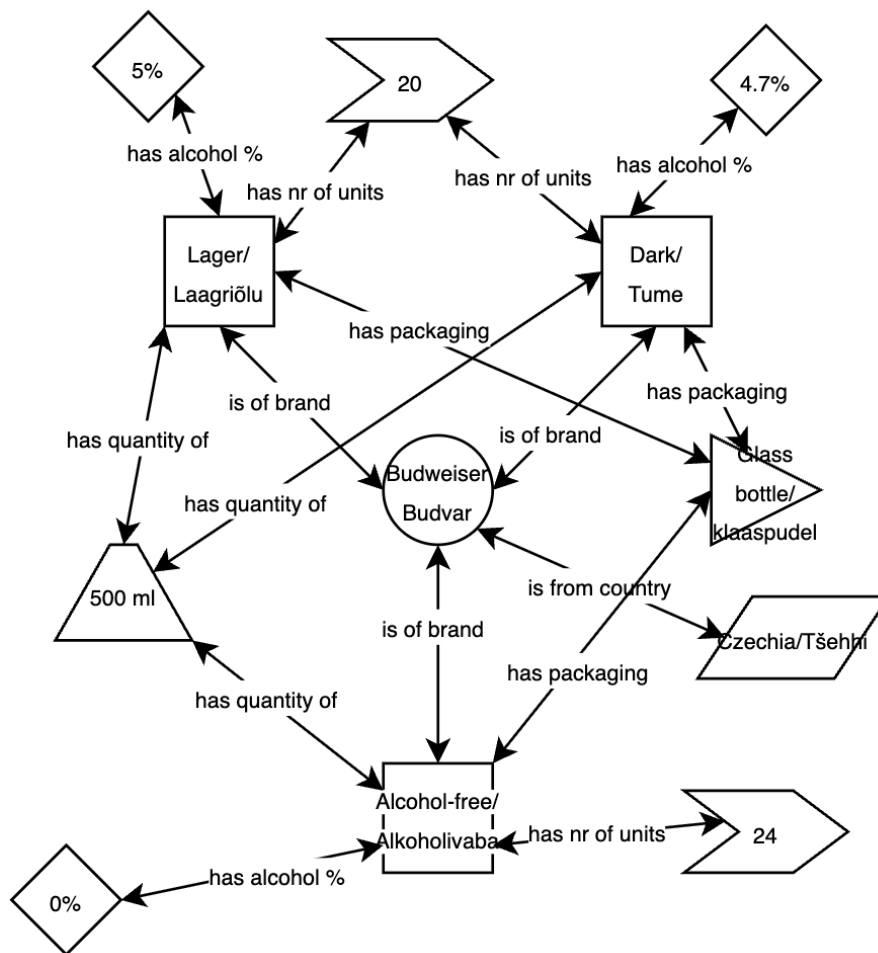 5%
20
4.7%
has alcohol %
has nr of units
has nr of units
has alcohol %
Lager/
Laagriõlu
Dark/
Tume
has packaging
is of brand
has packaging
has quantity of
is of brand
Budweiser
Budvar
Glass
bottle/
klaaspudel
has quantity of
500 ml
is from country
is of brand
Czechia/Tšehhi
has packaging
has quantity of
Alcohol-free/
Alkoholivaba
has nr of units
24
has alcohol %
0%